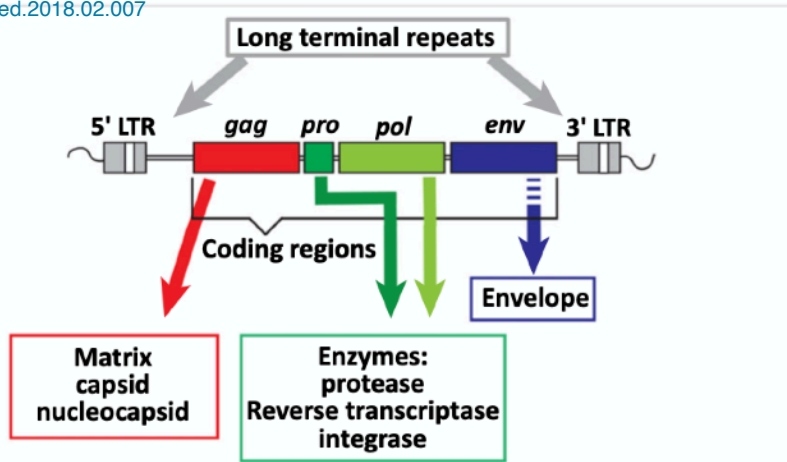 ed.2018.02.007
Long terminal repeats
5' LTR gag pro pol env 3' LTR
Coding regions
Envelope
Matrix
capsid
nucleocapsid
Enzymes:
protease
Reverse transcriptase
integrase